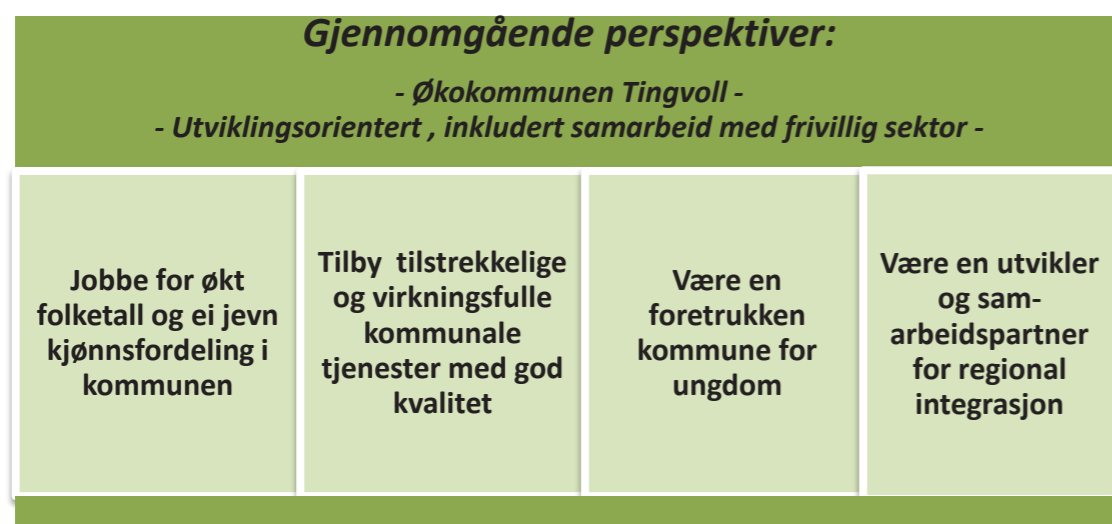 Gjennomgående perspektiver:
- Økokommunen Tingvoll -
- Utviklingsorientert , inkludert samarbeid med frivillig sektor -
Jobbe for økt
folketall og ei jevn
kjønnsfordeling i
kommunen
Tilby  tilstrekkelige
og virkningsfulle
kommunale
tjenester med god
kvalitet
Være en
foretrukken
kommune for
ungdom
Være en utvikler
og sam-
arbeidspartner
for regional
integrasjon